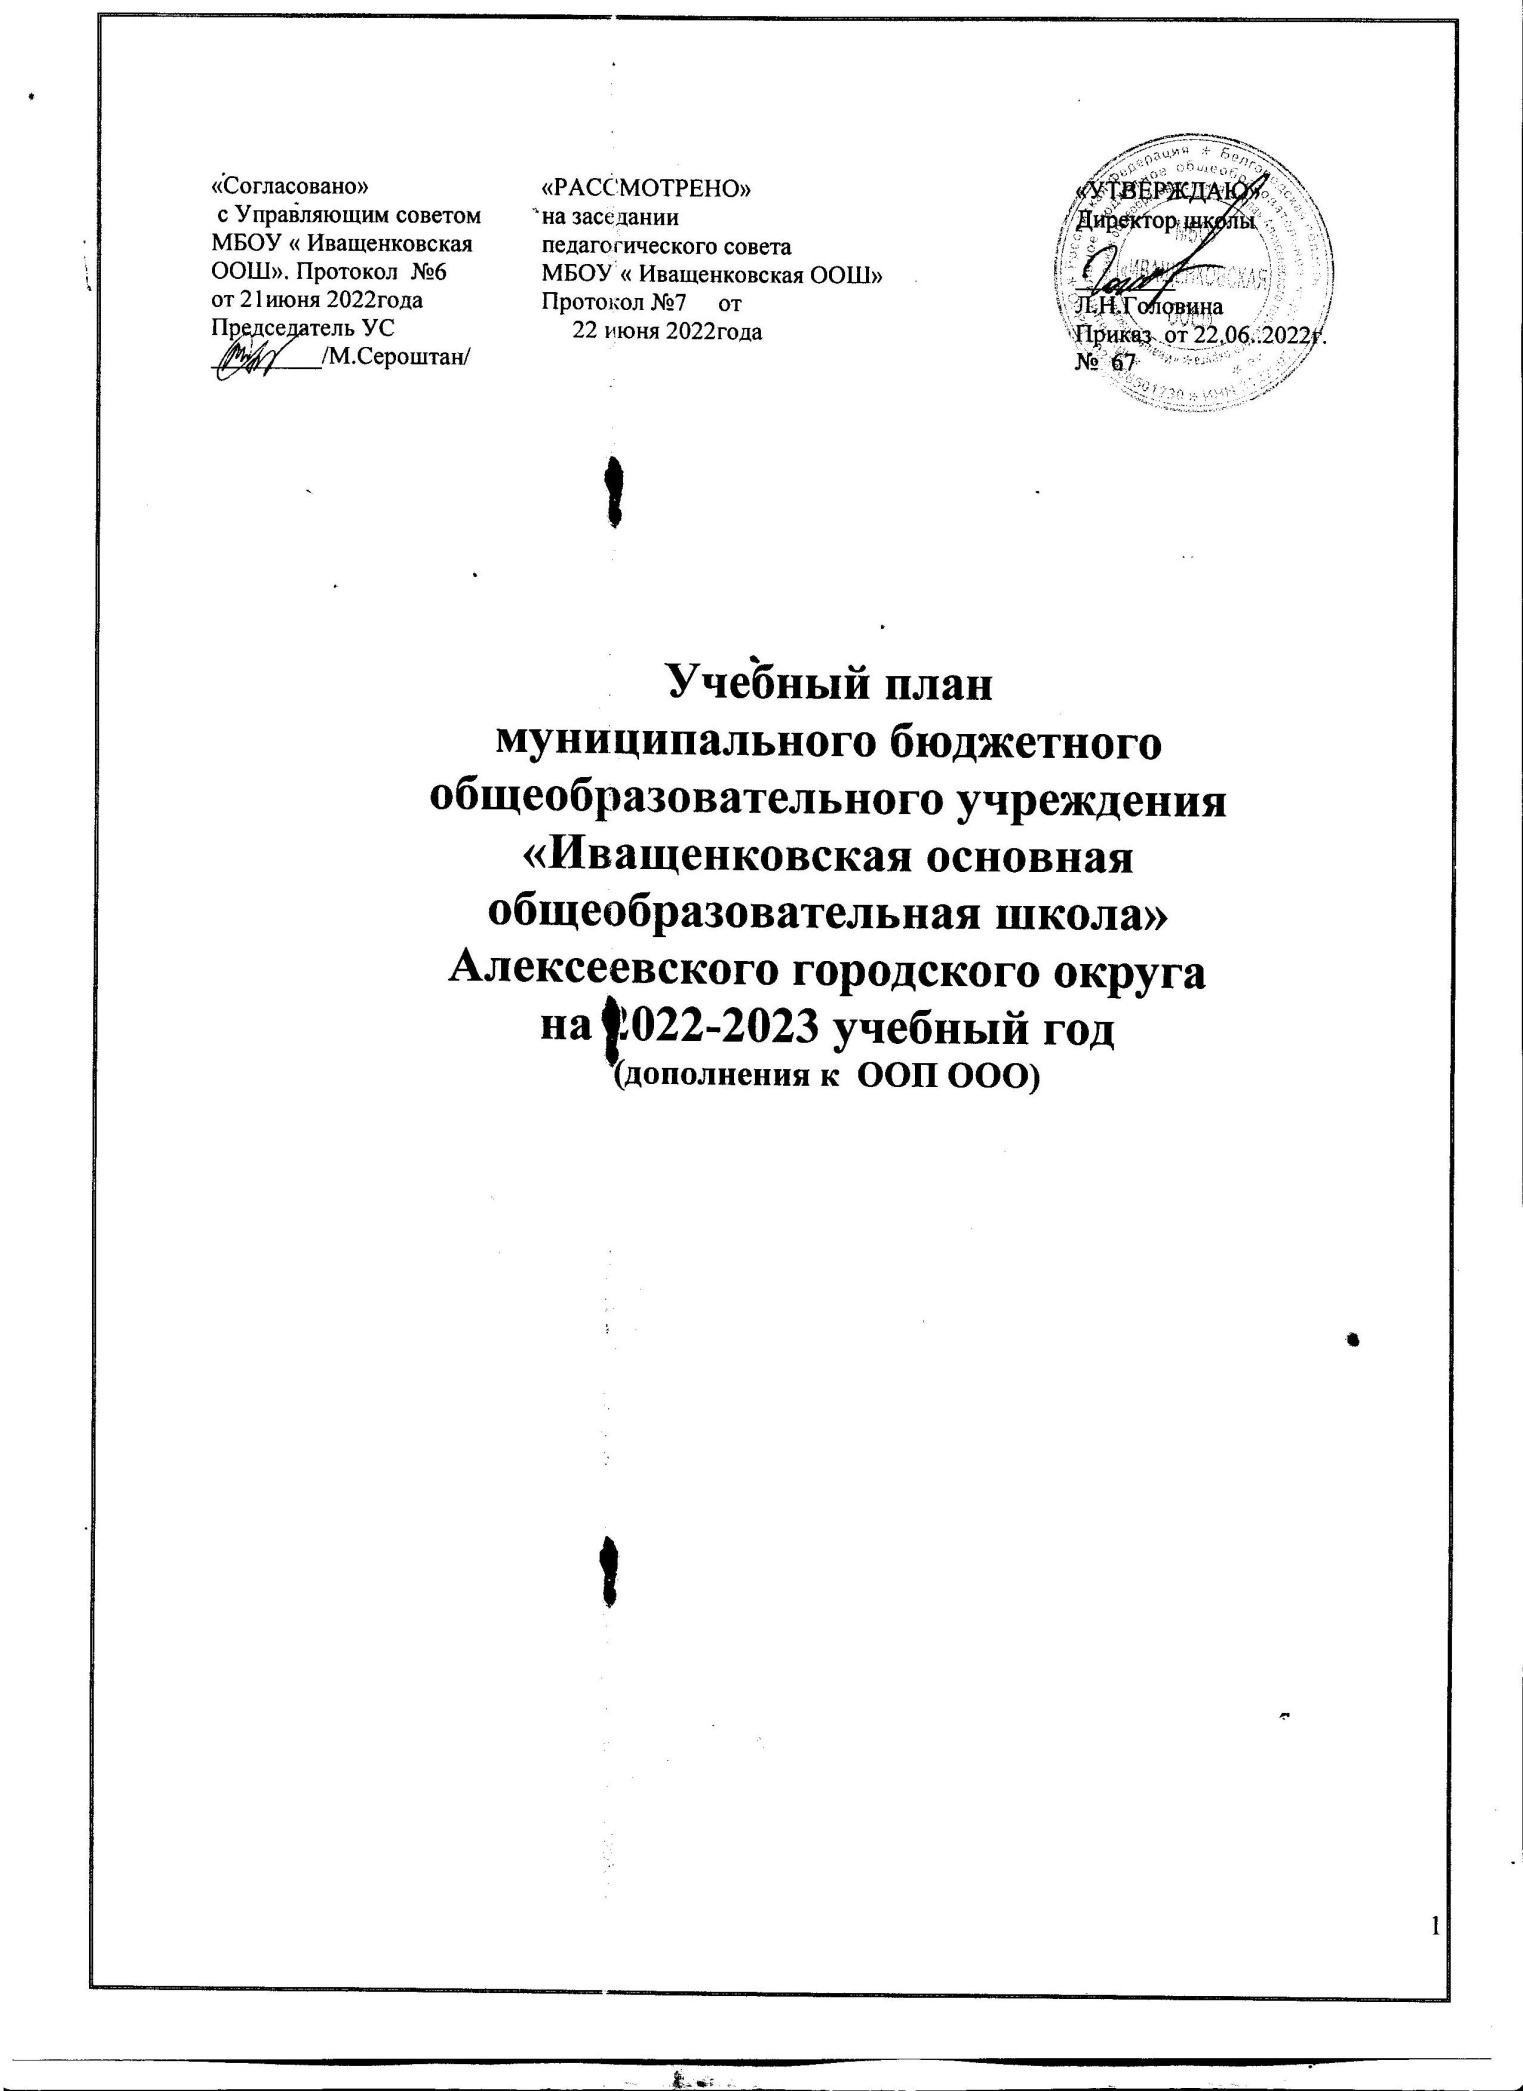 «Согласовано»
с Управляющим советом
МБОУ « Иващенковская
ООШ». Протокол №6
от 21июня 2022года
Председатель УС
/М.Сероштан/
«РАССМОТРЕНО»
на заседании
педагогического совета
МБОУ « Иващенковская ООШ»
Протокол №7 от
22 июня 2022года
«УТВЕРЖДАЮ»
Директор школы
Л.Н.Головина
Приказ от 22.06..2022г.
№ 67
ИВАЩЕНКОВСКАЯ
Учебный план
муниципального бюджетного
общеобразовательного учреждения
«Иващенковская основная
общеобразовательная школа»
Алексеевского городского округа
на 2022-2023 учебный год
(дополнения к ООП ООО)
1